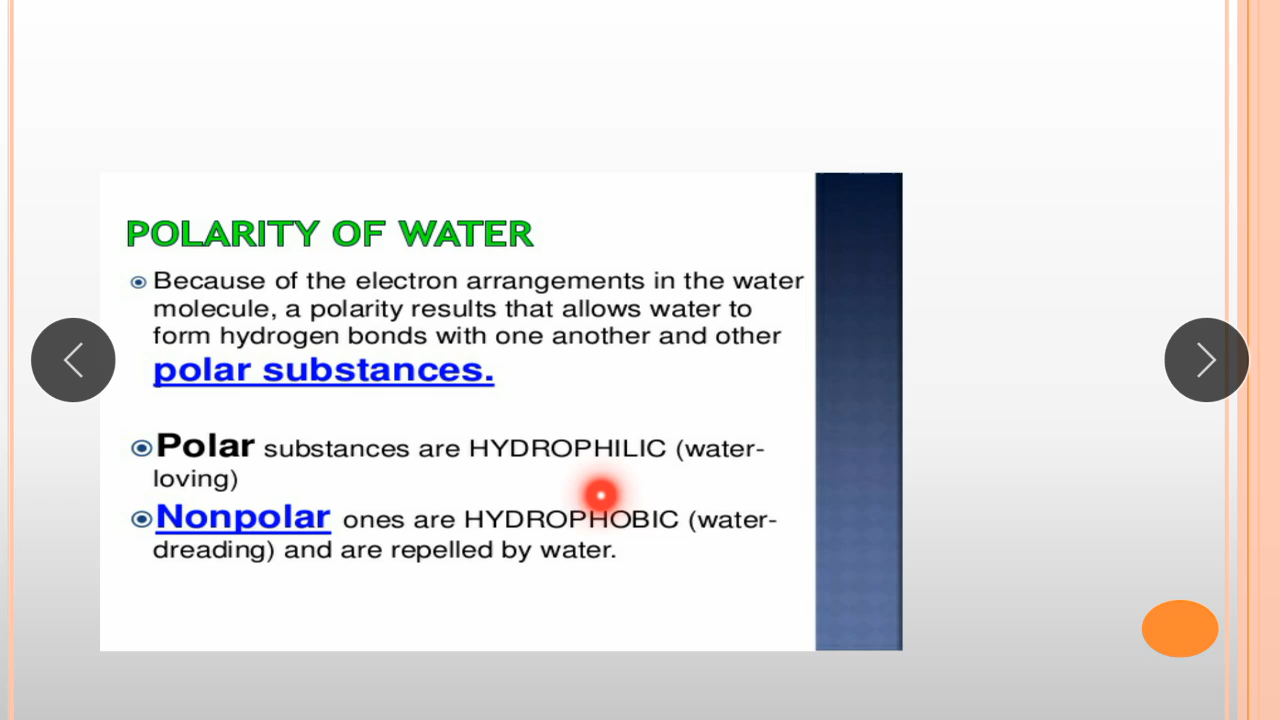 POLARITY OF WATER
Because of the electron arrangements in the water
molecule, a polarity results that allows water to
form hydrogen bonds with one another and other
polar substances.
Polar substances are HYDROPHILIC (water-
loving)
Nonpolar ones are HYDROPHOBIC (water-
dreading) and are repelled by water.